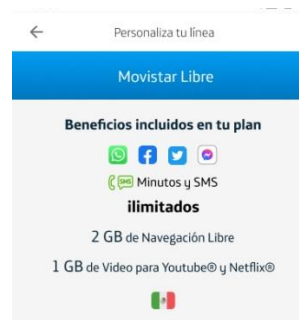 Personaliza tu línea
Movistar Libre
Beneficios incluidos en tu plan
SMS Minutos y SMS
ilimitados
2 GB de Navegación Libre
1 GB de Video para Youtube® y Netflix®